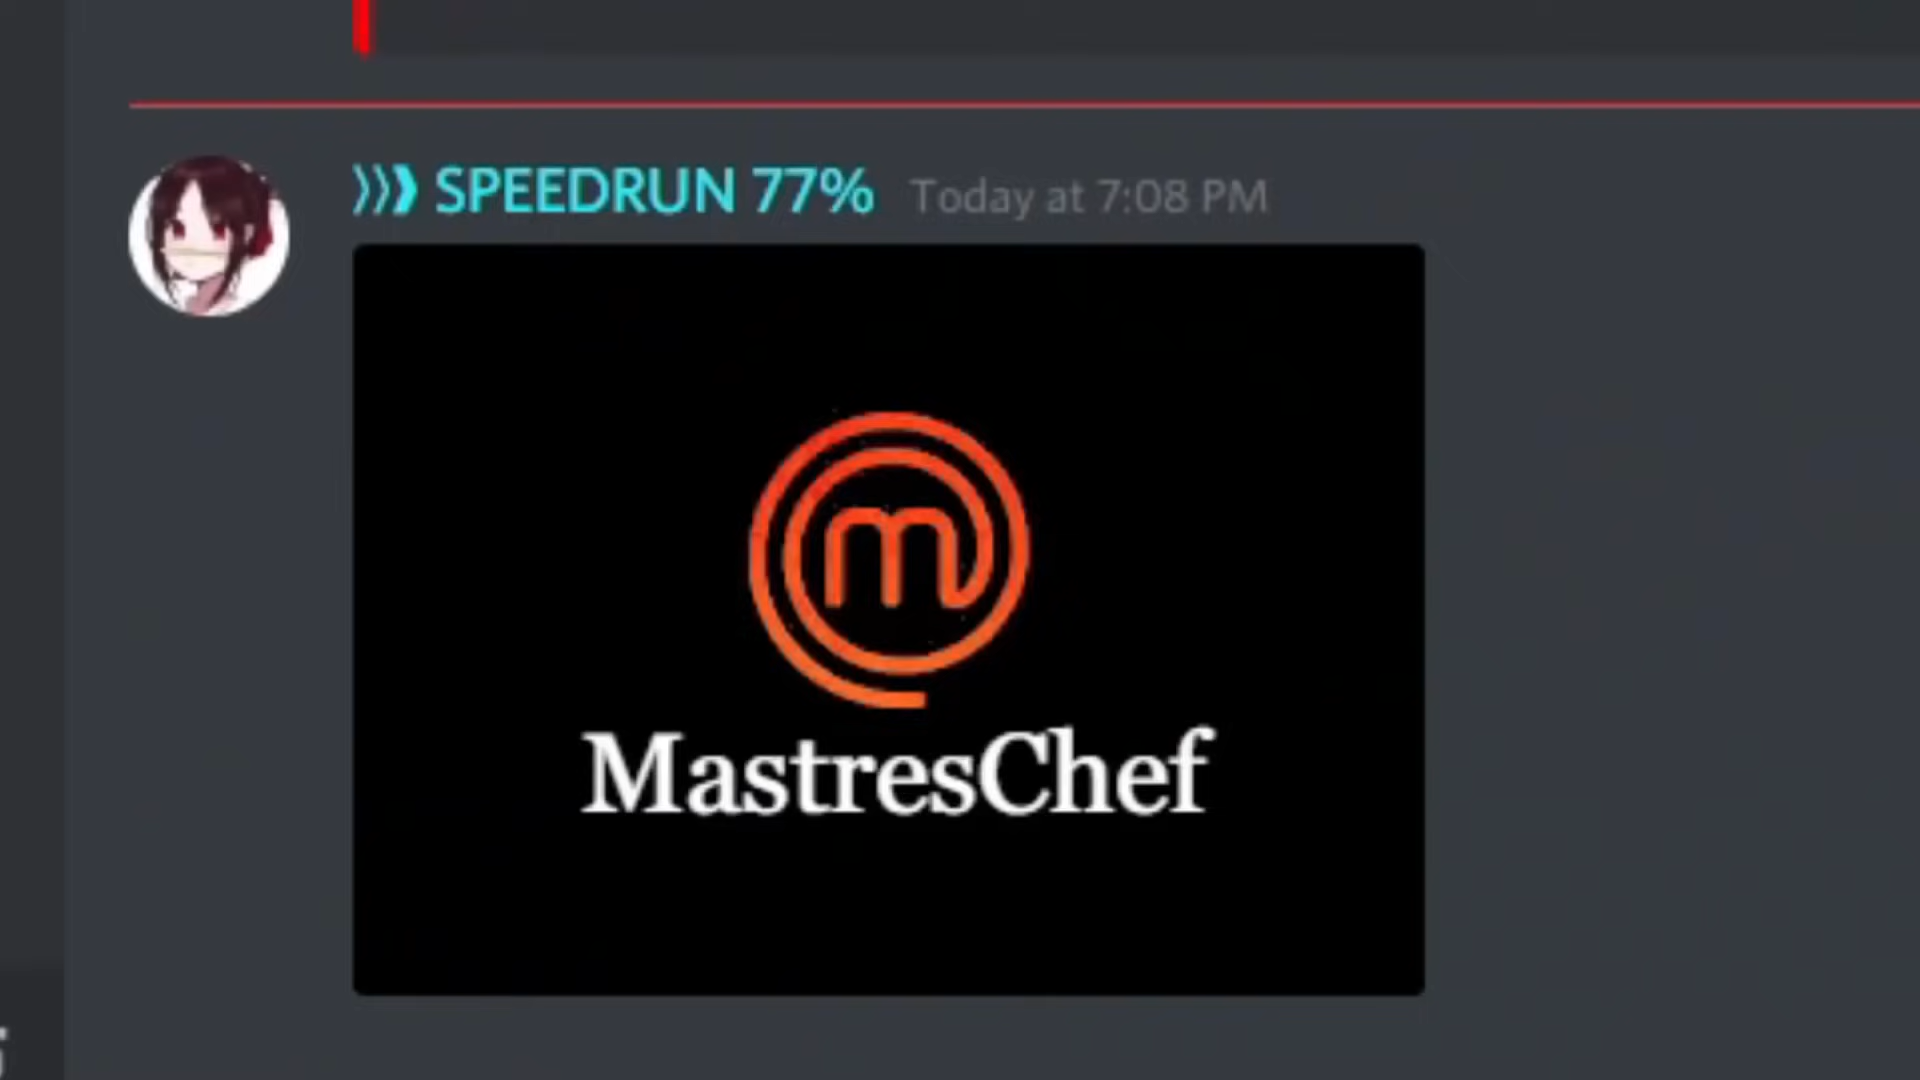 ⟩⟩❫ SPEEDRUN 77% Today at 7:08 PM
m
MastresChef